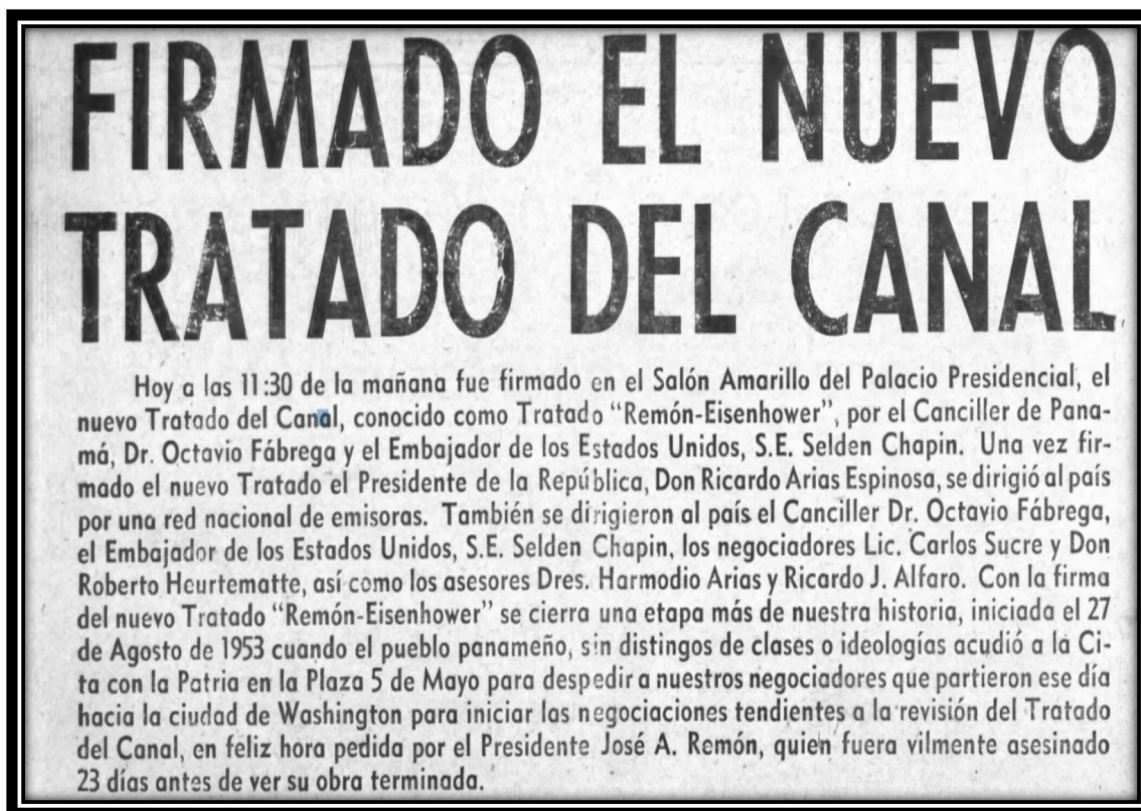 FIRMADO EL NUEVO
TRATADO DEL CANAL
Hoy a las 11:30 de la mañana fue firmado en el Salón Amarillo del Palacio Presidencial, el
nuevo Tratado del Canal, conocido como Tratado "Remón-Eisenhower", por el Canciller de Pana-
má, Dr. Octavio Fábrega y el Embajador de los Estados Unidos, S.E. Selden Chapin. Una vez fir-
mado el nuevo Tratado el Presidente de la República, Don Ricardo Arias Espinosa, se dirigió al país
por una red nacional de emisoras. También se dirigieron al país el Canciller Dr. Octavio Fábrega,
el Embajador de los Estados Unidos, S.E. Selden Chapin, los negociadores Lic. Carlos Sucre y Don
Roberto Heurtematte, así como los asesores Dres. Harmodio Arias y Ricardo J. Alfaro. Con la firma
del nuevo Tratado "Remón-Eisenhower" se cierra una etapa más de nuestra historia, iniciada el 27
de Agosto de 1953 cuando el pueblo panameño, sin distingos de clases o ideologías acudió a la Ci-
ta con la Patria en la Plaza 5 de Mayo para despedir a nuestros negociadores que partieron ese día
hacia la ciudad de Washington para iniciar las negociaciones tendientes a la revisión del Tratado
del Canal, en feliz hora pedida por el Presidente José A. Remón, quien fuera vilmente asesinado
23 días antes de ver su obra terminada.